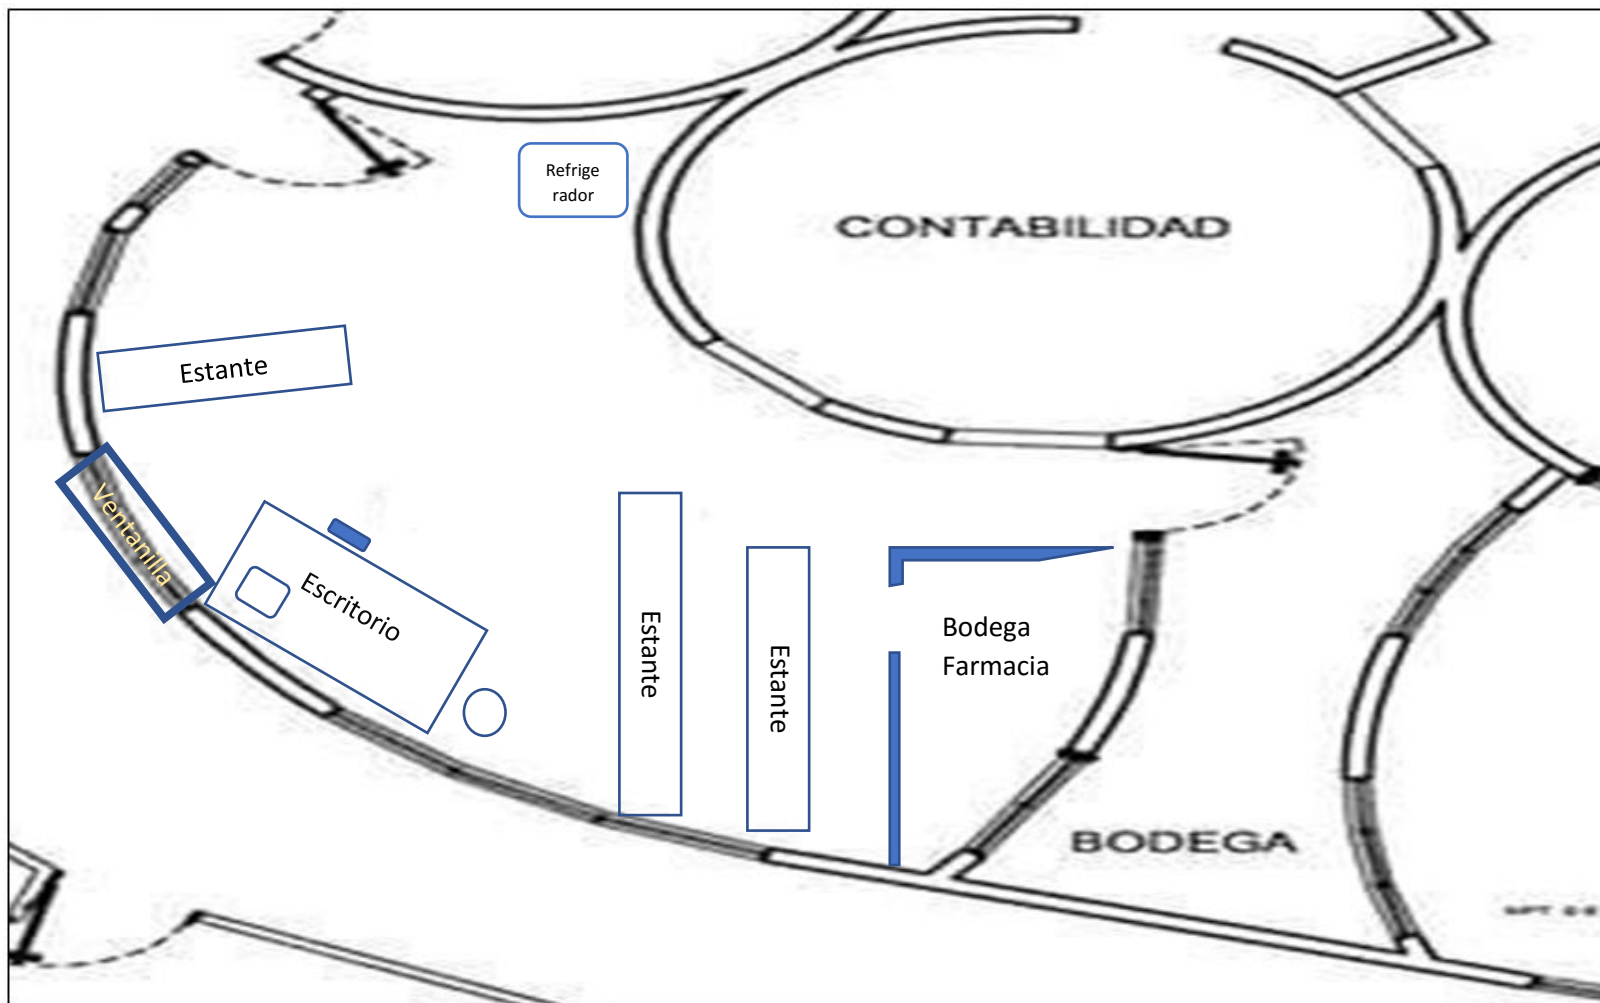 Refrige
rador
CONTABILIDAD
Estante
Ventanilla
Escritorio
Estante
Estante
Bodega
Farmacia
BODEGA